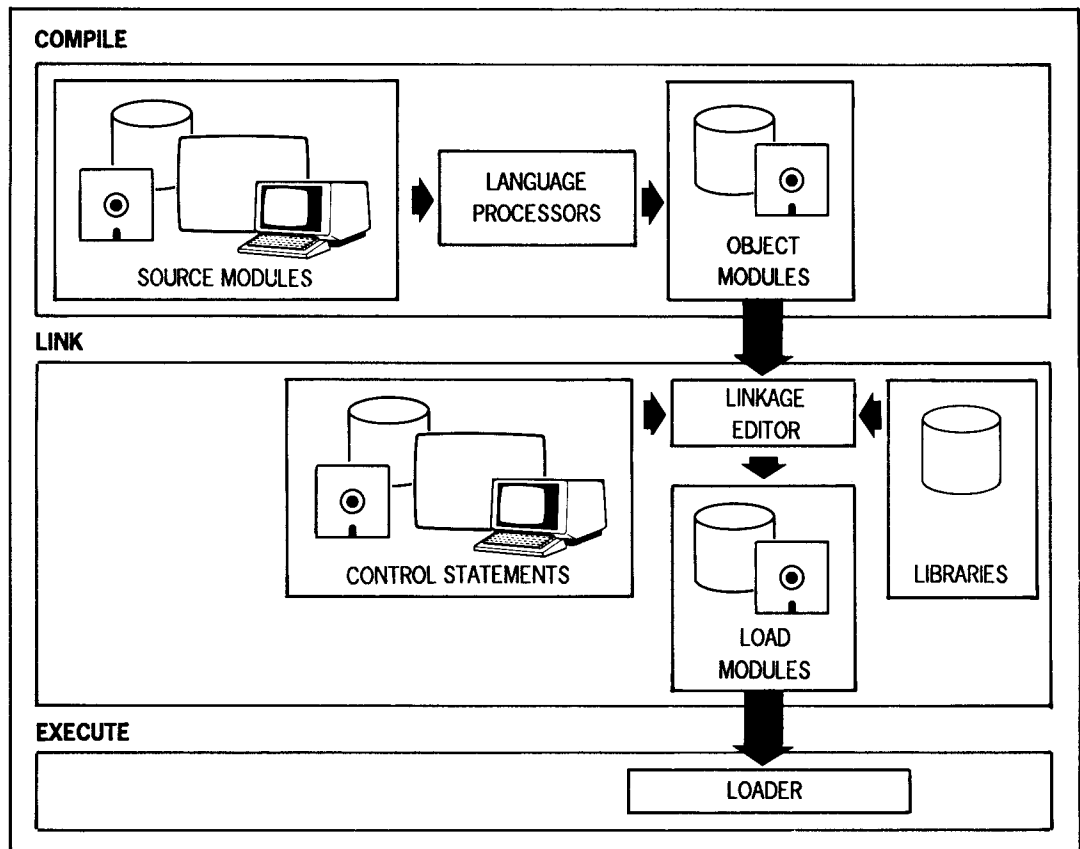 COMPILE
SOURCE MODULES
LANGUAGE
PROCESSORS
OBJECT
MODULES
LINK
CONTROL STATEMENTS
LINKAGE
EDITOR
LOAD
MODULES
LIBRARIES
EXECUTE
LOADER